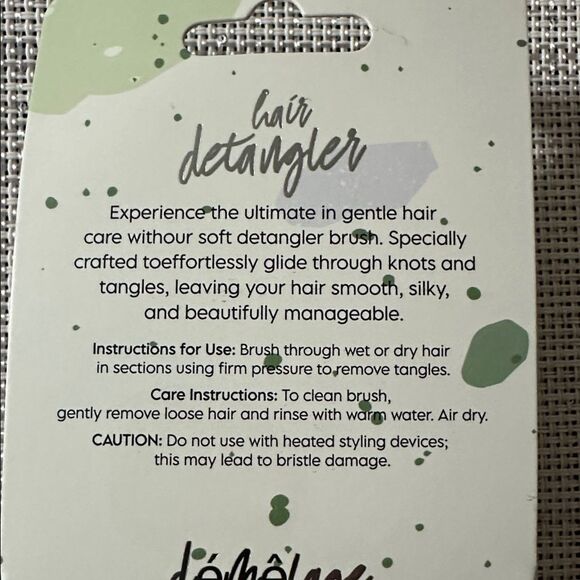 hair
detangler
Experience the ultimate in gentle hair
care withour soft detangler brush. Specially
crafted toeffortlessly glide through knots and
tangles, leaving your hair smooth, silky,
and beautifully manageable.
Instructions for Use: Brush through wet or dry hair
in sections using firm pressure to remove tangles.
Care Instructions: To clean brush,
gently remove loose hair and rinse with warm water. Air dry.
CAUTION: Do not use with heated styling devices;
this may lead to bristle damage.